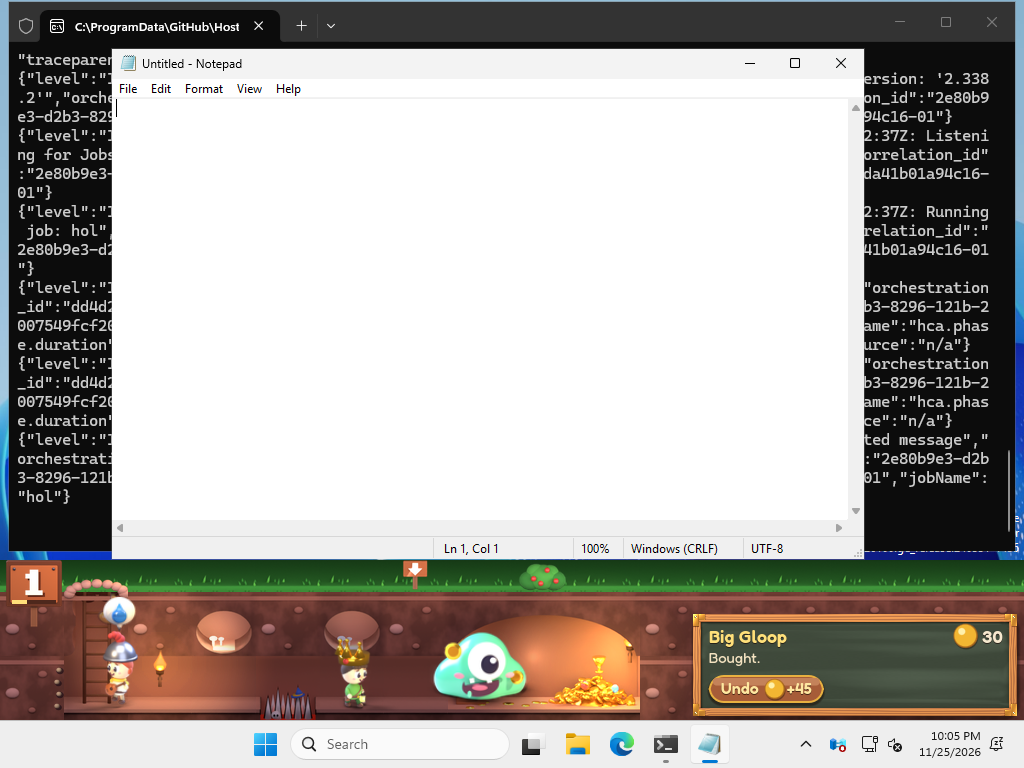 C:\ProgramData\GitHub\Host
"traceparen
{"level":"I
ersion: '2.338
.2'","orche
on_id":"2e80b9
e3-d2b3-829
94c16-01"}
{"level":"I
2:37Z: Listeni
ng for Jobs
orrelation_id"
:"2e80b9e3-
da41b01a94c16-
01"}
{"level":"I
2:37Z: Running
job: hol",
relation_id":"
2e80b9e3-d2
41b01a94c16-01
"}
{"level":"I
"orchestration
_id":"dd4d2
b3-8296-121b-2
007549fcf20
ame":"hca.phas
e.duration"
urce":"n/a"}
{"level":"I
"orchestration
_id":"dd4d2
b3-8296-121b-2
007549fcf20
ame":"hca.phas
e.duration"
ce":"n/a"}
{"level":"I
ted message","
orchestrati
:"2e80b9e3-d2b
3-8296-121b
01","jobName":
"hol"}
Untitled - Notepad
File Edit Format View Help
Ln 1, Col 1 100% Windows (CRLF) UTF-8
1
Big Gloop 30
Bought.
Undo +45
Search
10:05 PM
11/25/2026